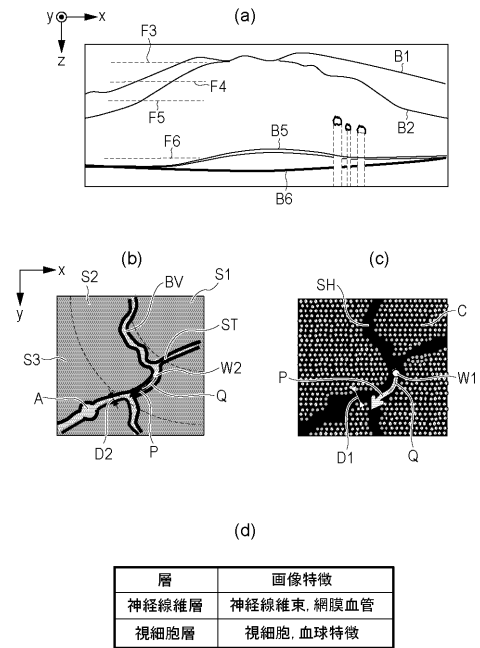 (a)
y x
z
F3
F4
F5
F6
B1
B2
B5
B6
(b)
x
y
S2
S1
BV
ST
S3
W2
A
Q
D2
P
(c)
SH
C
P
W1
D1
Q
(d)
層 画像特徴
神経線維層 神経線維束, 網膜血管
視細胞層 視細胞, 血球特徴